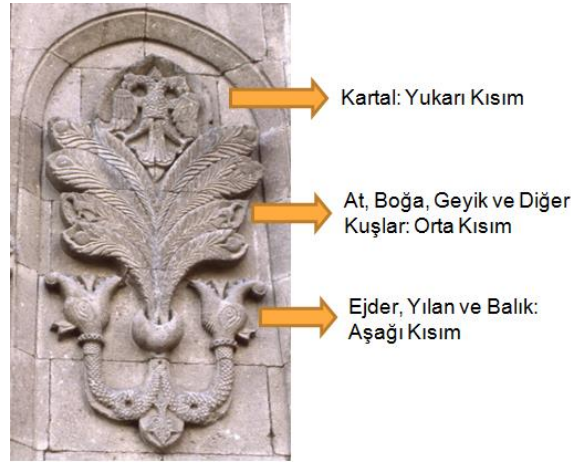 Kartal: Yukarı Kısım
At, Boğa, Geyik ve Diğer
Kuşlar: Orta Kısım
Ejder, Yılan ve Balık:
Aşağı Kısım